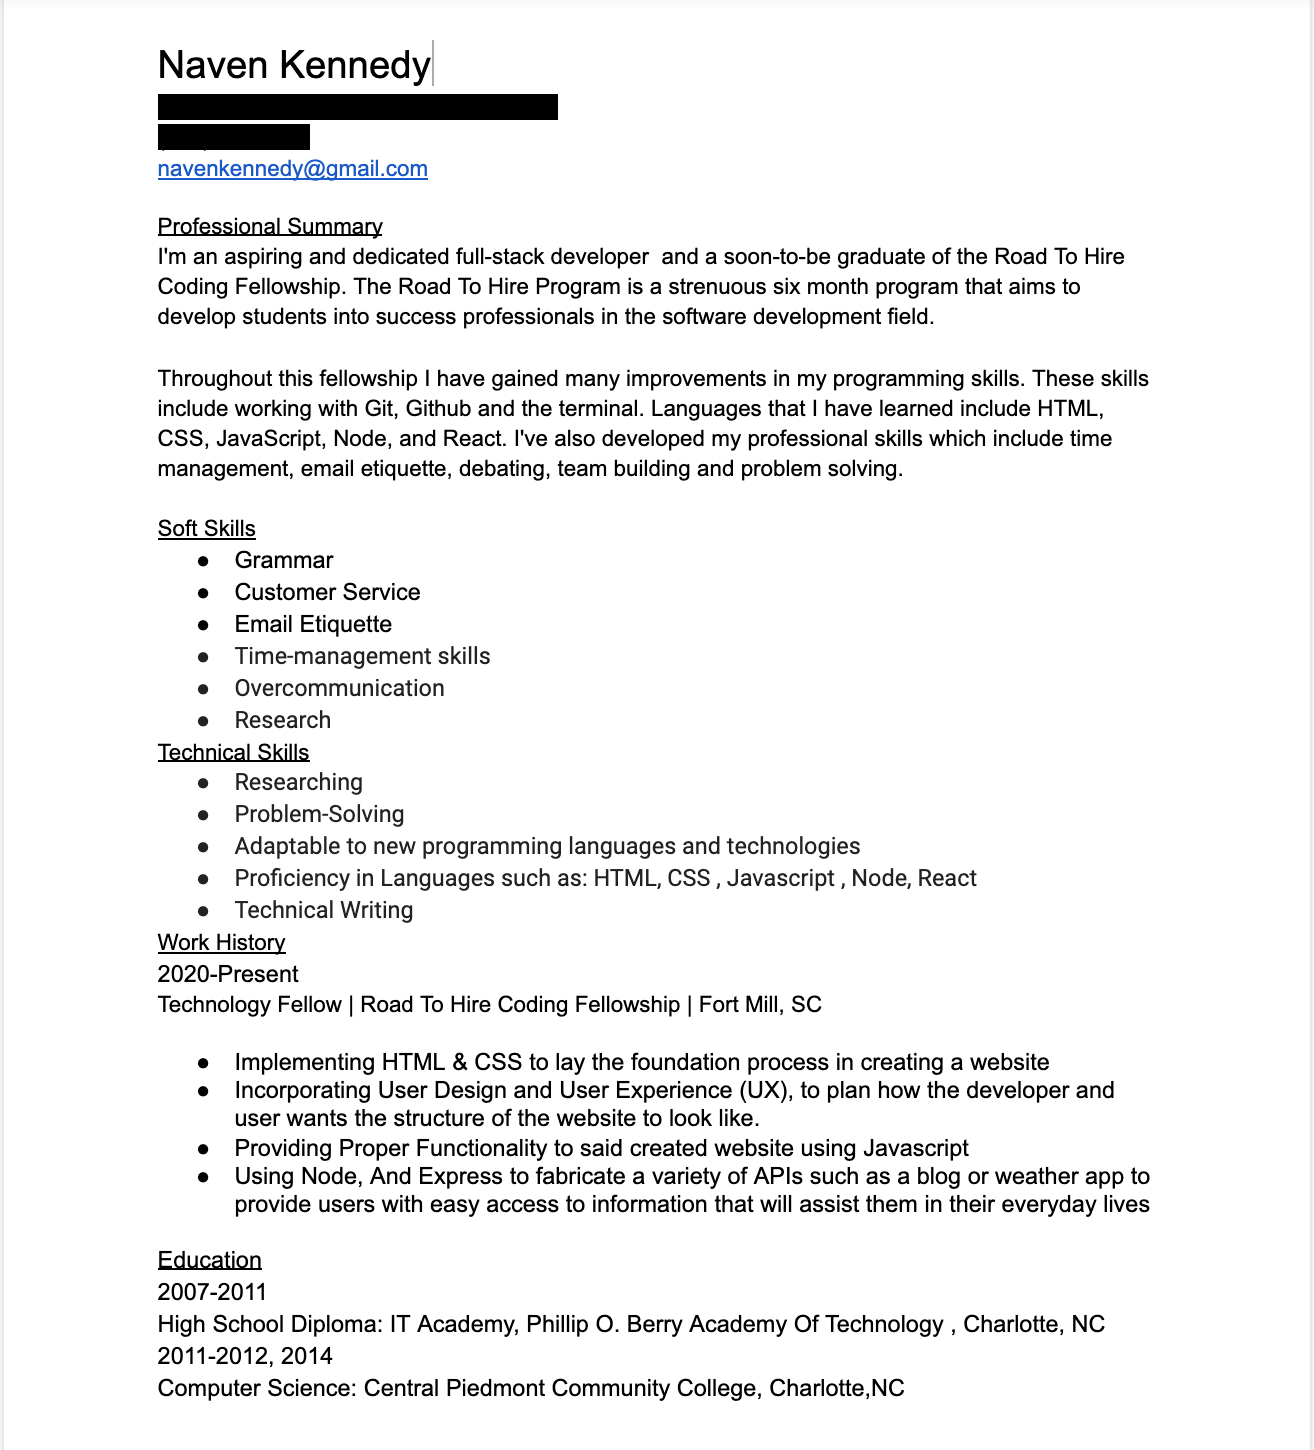 Naven Kennedy
navenkennedy@gmail.com
Professional Summary
I'm an aspiring and dedicated full-stack developer  and a soon-to-be graduate of the Road To Hire
Coding Fellowship. The Road To Hire Program is a strenuous six month program that aims to
develop students into success professionals in the software development field.
Throughout this fellowship I have gained many improvements in my programming skills. These skills
include working with Git, Github and the terminal. Languages that I have learned include HTML,
CSS, JavaScript, Node, and React. I've also developed my professional skills which include time
management, email etiquette, debating, team building and problem solving.
Soft Skills
● Grammar
● Customer Service
● Email Etiquette
● Time-management skills
● Overcommunication
● Research
Technical Skills
● Researching
● Problem-Solving
● Adaptable to new programming languages and technologies
● Proficiency in Languages such as: HTML, CSS , Javascript , Node, React
● Technical Writing
Work History
2020-Present
Technology Fellow | Road To Hire Coding Fellowship | Fort Mill, SC
● Implementing HTML & CSS to lay the foundation process in creating a website
● Incorporating User Design and User Experience (UX), to plan how the developer and
user wants the structure of the website to look like.
● Providing Proper Functionality to said created website using Javascript
● Using Node, And Express to fabricate a variety of APIs such as a blog or weather app to
provide users with easy access to information that will assist them in their everyday lives
Education
2007-2011
High School Diploma: IT Academy, Phillip O. Berry Academy Of Technology , Charlotte, NC
2011-2012, 2014
Computer Science: Central Piedmont Community College, Charlotte,NC